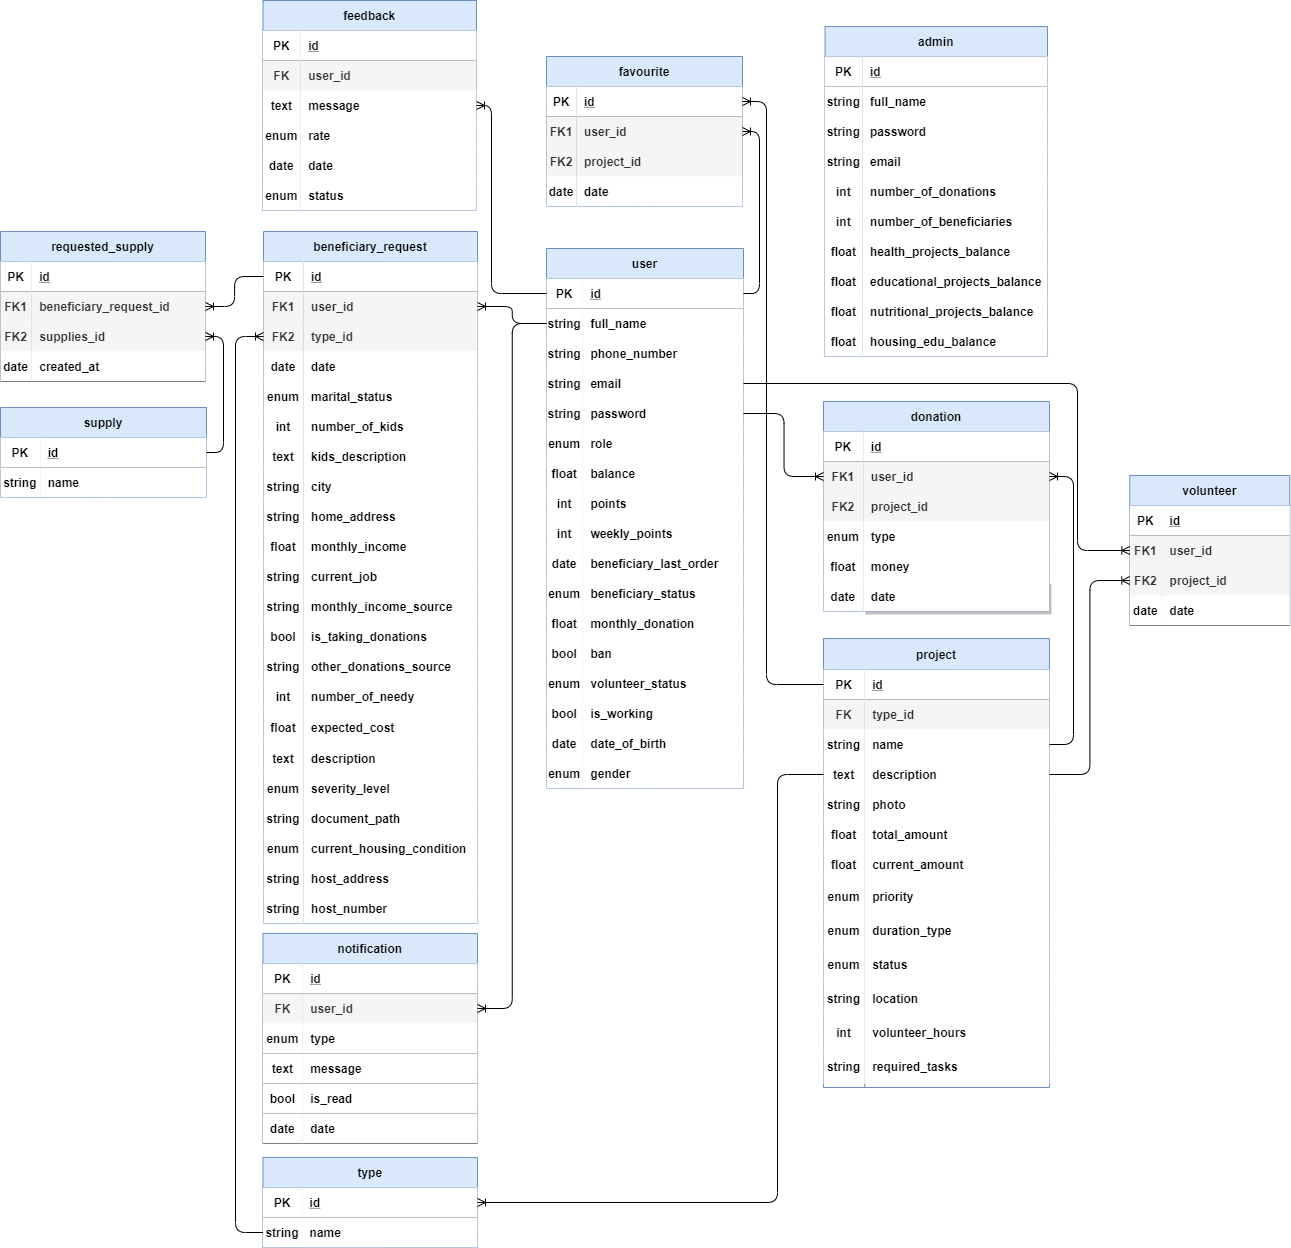 feedback
PK id
FK user_id
text message
enum rate
date date
enum status
favourite
PK id
FK1 user_id
FK2 project_id
date date
admin
PK id
string full_name
string password
string email
int number_of_donations
int number_of_beneficiaries
float health_projects_balance
float educational_projects_balance
float nutritional_projects_balance
float housing_edu_balance
requested_supply
PK id
FK1 beneficiary_request_id
FK2 supplies_id
date created_at
supply
PK id
string name
beneficiary_request
PK id
FK1 user_id
FK2 type_id
date date
enum marital_status
int number_of_kids
text kids_description
string city
string home_address
float monthly_income
string current_job
string monthly_income_source
bool is_taking_donations
string other_donations_source
int number_of_needy
float expected_cost
text description
enum severity_level
string document_path
enum current_housing_condition
string host_address
string host_number
user
PK id
string full_name
string phone_number
string email
string password
enum role
float balance
int points
int weekly_points
date beneficiary_last_order
enum beneficiary_status
float monthly_donation
bool ban
enum volunteer_status
bool is_working
date date_of_birth
enum gender
donation
PK id
FK1 user_id
FK2 project_id
enum type
float money
date date
volunteer
PK id
FK1 user_id
FK2 project_id
date date
project
PK id
FK type_id
string name
text description
string photo
float total_amount
float current_amount
enum priority
enum duration_type
enum status
string location
int volunteer_hours
string required_tasks
notification
PK id
FK user_id
enum type
text message
bool is_read
date date
type
PK id
string name